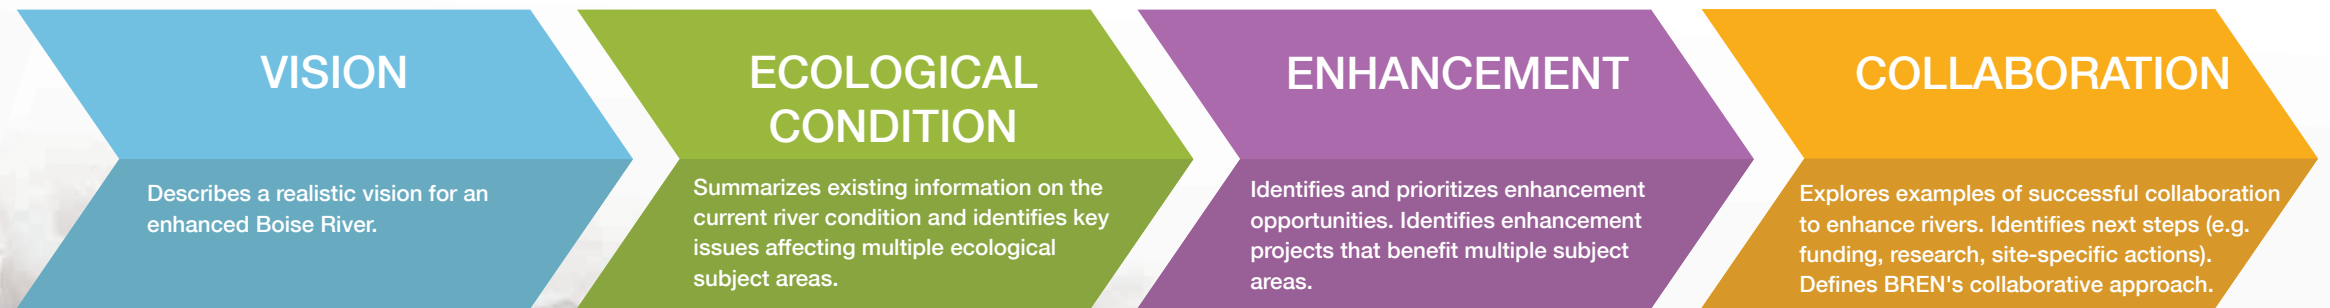 VISION
Describes a realistic vision for an
enhanced Boise River.
ECOLOGICAL
CONDITION
Summarizes existing information on the
current river condition and identifies key
issues affecting multiple ecological
subject areas.
ENHANCEMENT
Identifies and prioritizes enhancement
opportunities. Identifies enhancement
projects that benefit multiple subject
areas.
COLLABORATION
Explores examples of successful collaboration
to enhance rivers. Identifies next steps (e.g.
funding, research, site-specific actions).
Defines BREN's collaborative approach.